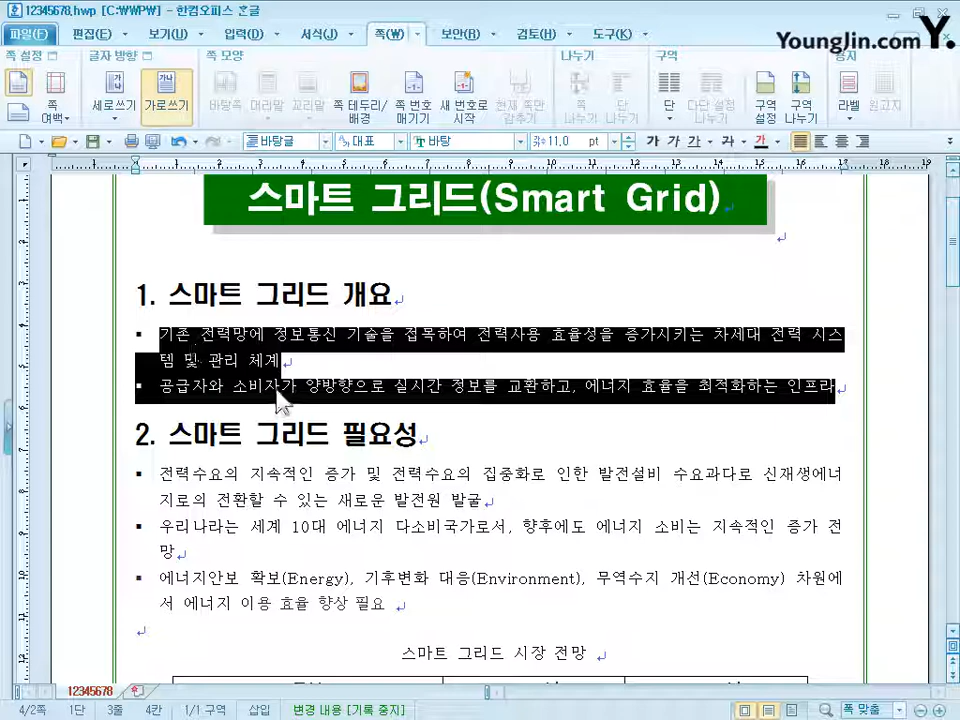 12345678.hwp [C:\WPW] - 한컴오피스 한글
YoungJin.com Y.
파일(F) 편집(E) 보기(U) 입력(D) 서식(J) 쪽(W) 보안(R) 검토(H) 도구(K)
쪽 설정 글자 방향 쪽 모양 나누기 구역
쪽 여백 세로쓰기 가로쓰기 바탕쪽 머리말 꼬리말 쪽 테두리/배경 쪽 번호 매기기 새 번호로 시작 현재 쪽만 감추기 쪽 나누기 단 나누기 단 다단 설정 나누기 구역 설정 구역 나누기 라벨 원고지
바탕글 대표 바탕 11.0 pt 가 가 가 가 가
스마트 그리드(Smart Grid)
1. 스마트 그리드 개요
▪ 기존 전력망에 정보통신 기술을 접목하여 전력사용 효율성을 증가시키는 차세대 전력 시스
템 및 관리 체계
▪ 공급자와 소비자가 양방향으로 실시간 정보를 교환하고, 에너지 효율을 최적화하는 인프라
2. 스마트 그리드 필요성
▪ 전력수요의 지속적인 증가 및 전력수요의 집중화로 인한 발전설비 수요과다로 신재생에너
지로의 전환할 수 있는 새로운 발전원 발굴
▪ 우리나라는 세계 10대 에너지 다소비국가로서, 향후에도 에너지 소비는 지속적인 증가 전
망
▪ 에너지안보 확보(Energy), 기후변화 대응(Environment), 무역수지 개선(Economy) 차원에
서 에너지 이용 효율 향상 필요
스마트 그리드 시장 전망
12345678
4/2쪽 1단 3줄 4칸 1/1 구역 삽입 변경 내용 [기록 중지] 폭 맞춤